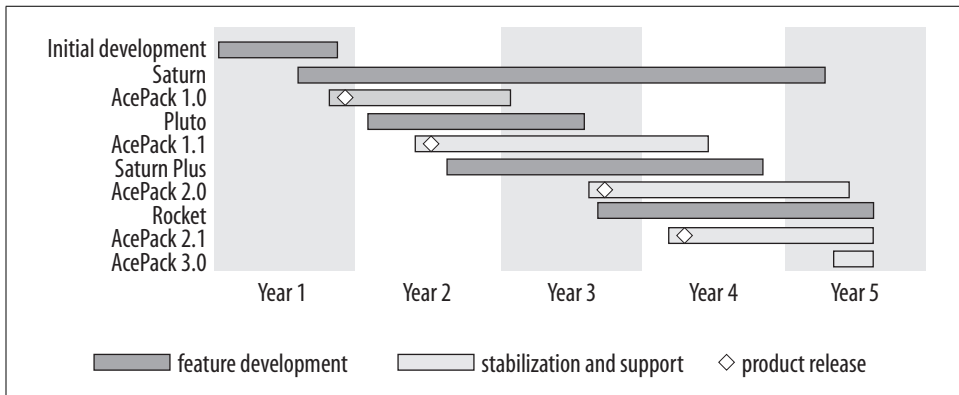 Initial development
Saturn
AcePack 1.0
Pluto
AcePack 1.1
Saturn Plus
AcePack 2.0
Rocket
AcePack 2.1
AcePack 3.0
Year 1 Year 2 Year 3 Year 4 Year 5
feature development stabilization and support product release